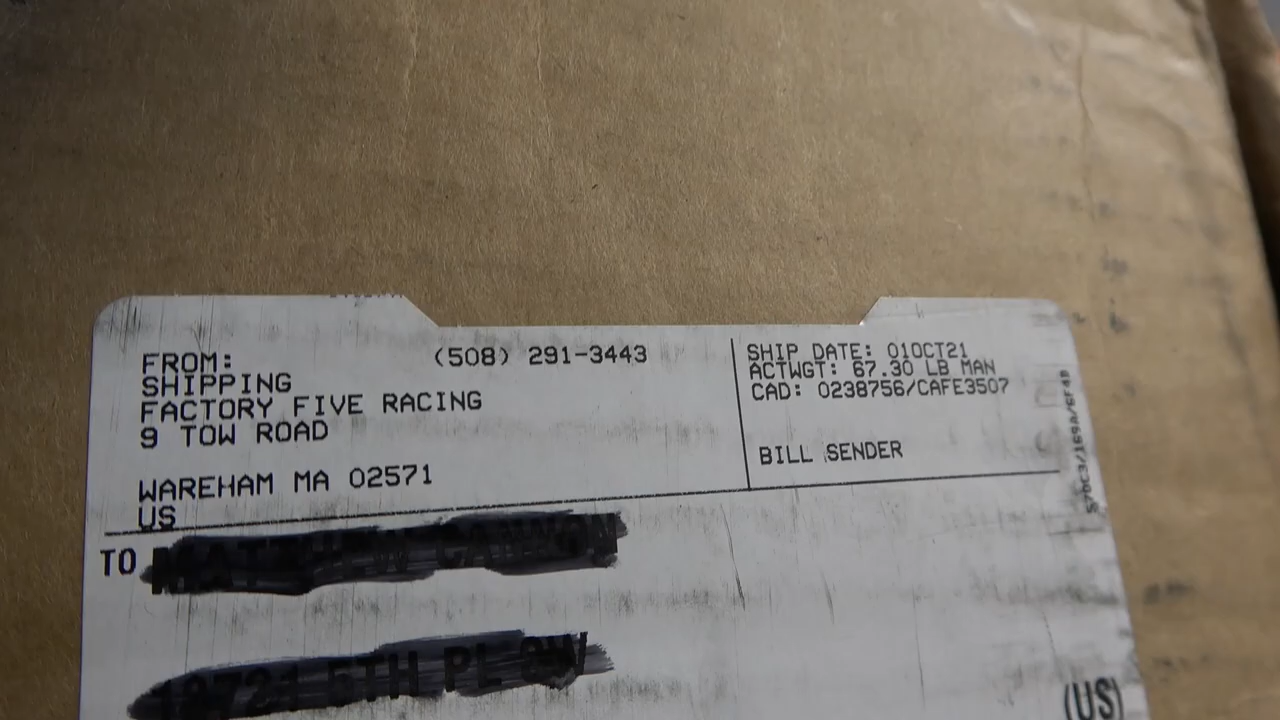 FROM: (508) 291-3443
SHIPPING
FACTORY FIVE RACING
9 TOW ROAD
WAREHAM MA 02571
US
SHIP DATE: 01OCT21
ACTWGT: 67.30 LB MAN
CAD: 0238756/CAFE3507
BILL SENDER
TO
(US)